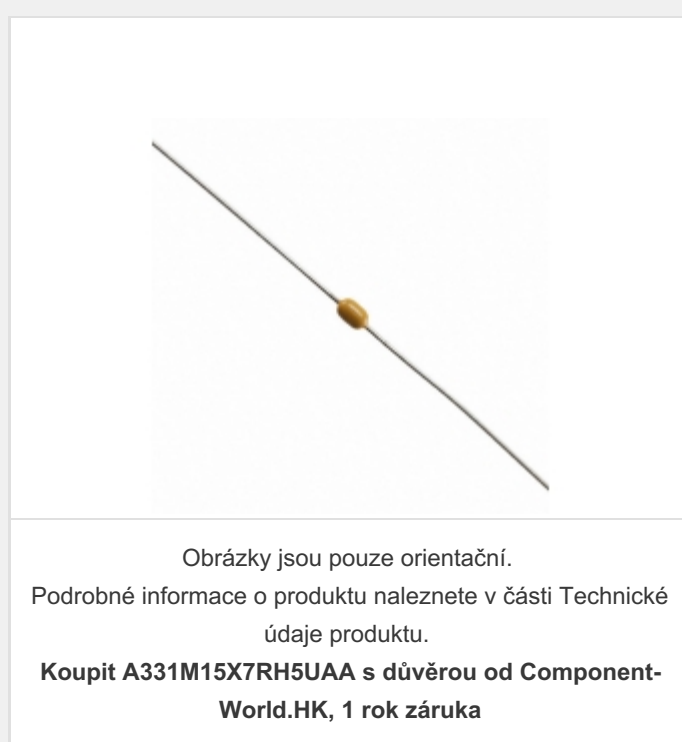 Obrázky jsou pouze orientační.
Podrobné informace o produktu naleznete v části Technické
údaje produktu.
Koupit A331M15X7RH5UAA s důvěrou od Component-
World.HK, 1 rok záruka